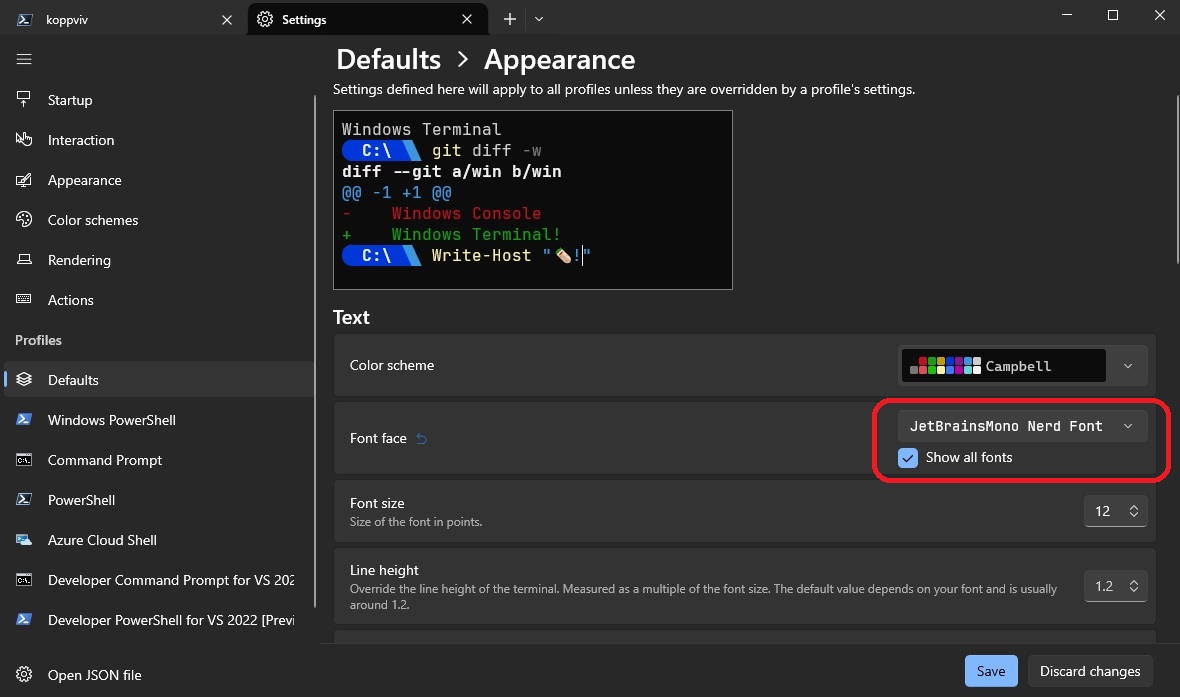 koppviv
Settings
Startup
Interaction
Appearance
Color schemes
Rendering
Actions
Profiles
Defaults
Windows PowerShell
Command Prompt
PowerShell
Azure Cloud Shell
Developer Command Prompt for VS 202
Developer PowerShell for VS 2022 [Previ
Open JSON file
Defaults > Appearance
Settings defined here will apply to all profiles unless they are overridden by a profile's settings.
Windows Terminal
C:\ git diff -w
diff --git a/win b/win
@@ -1 +1 @@
-    Windows Console
+    Windows Terminal!
C:\ Write-Host "✏️!"
Text
Color scheme
Campbell
Font face
JetBrainsMono Nerd Font
Show all fonts
Font size
Size of the font in points.
12
Line height
Override the line height of the terminal. Measured as a multiple of the font size. The default value depends on your font and is usually
around 1.2.
1.2
Save
Discard changes